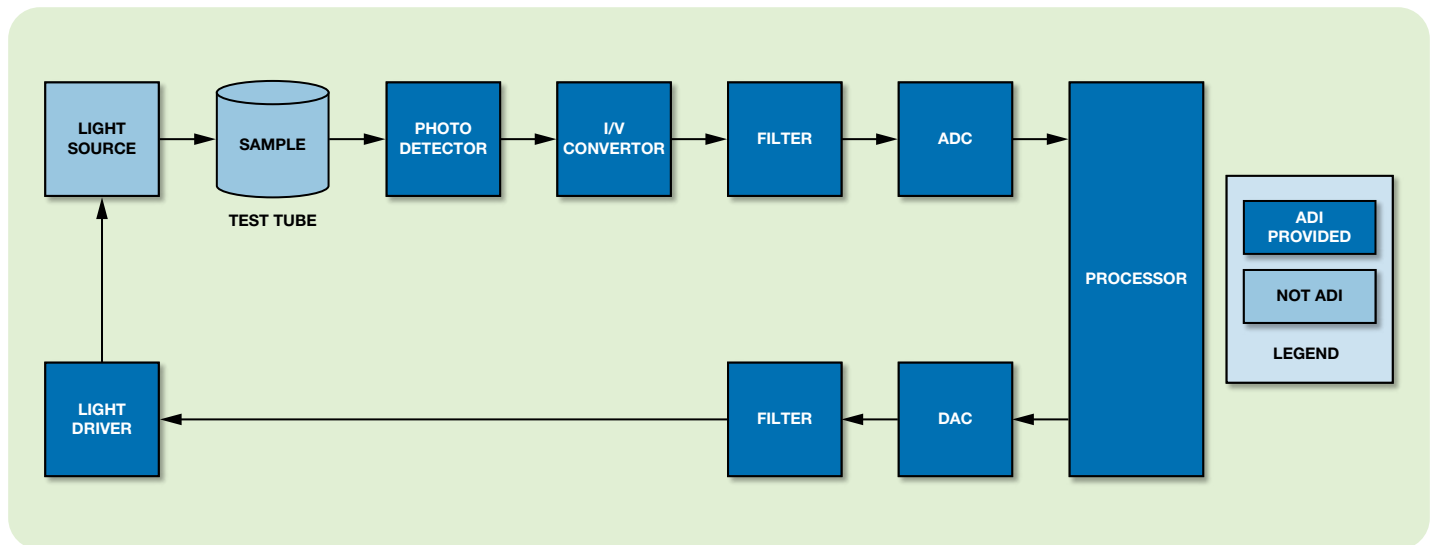 LIGHT
SOURCE
SAMPLE
TEST TUBE
PHOTO
DETECTOR
I/V
CONVERTOR
FILTER
ADC
PROCESSOR
ADI
PROVIDED
NOT ADI
LEGEND
LIGHT
DRIVER
FILTER
DAC